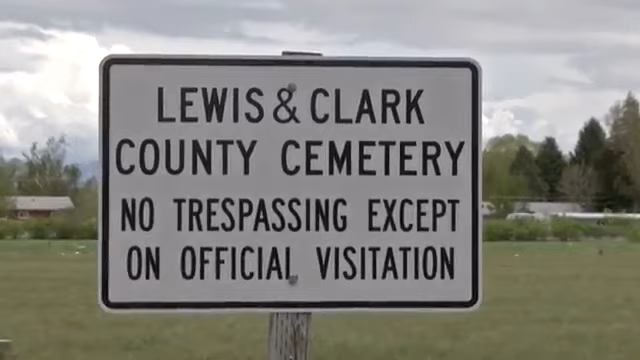 LEWIS & CLARK
COUNTY CEMETERY
NO TRESPASSING EXCEPT
ON OFFICIAL VISITATION